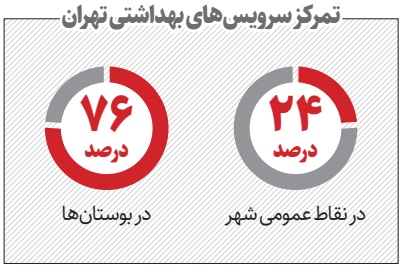 تمرکز سرویس‌های بهداشتی تهران
۲۴
درصد
در نقاط عمومی شهر
۷۶
درصد
در بوستان‌ها